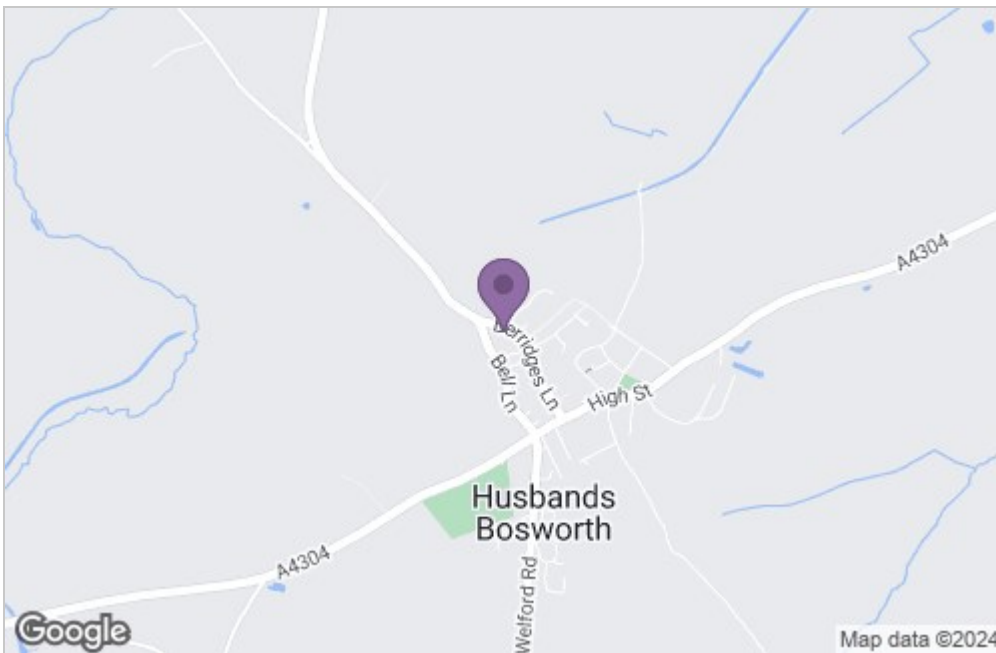 A4304
Berridges Ln
Bell Ln
High St
Husbands
Bosworth
A4304
Welford Rd
Google
Map data ©2024